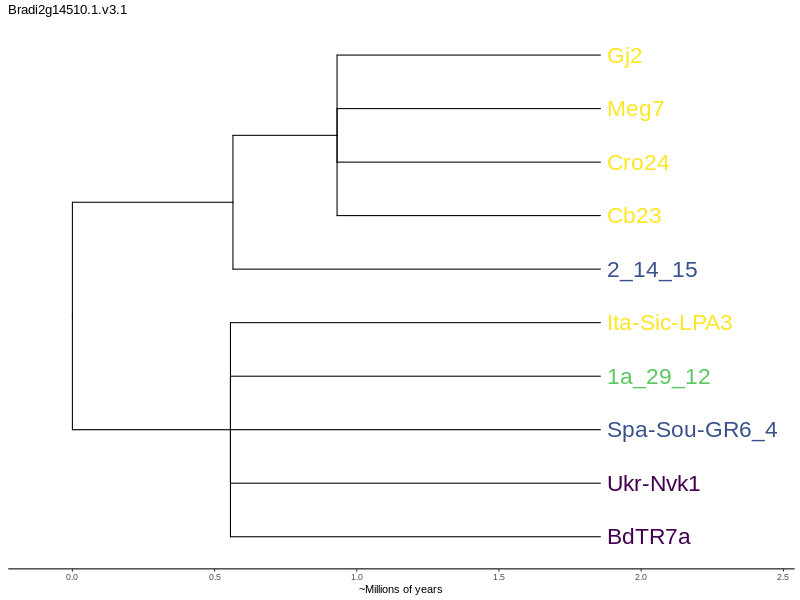 Bradi2g14510.1.v3.1
Gj2
Meg7
Cro24
Cb23
2_14_15
Ita-Sic-LPA3
1a_29_12
Spa-Sou-GR6_4
Ukr-Nvk1
BdTR7a
0.0 0.5 1.0 1.5 2.0 2.5
~Millions of years